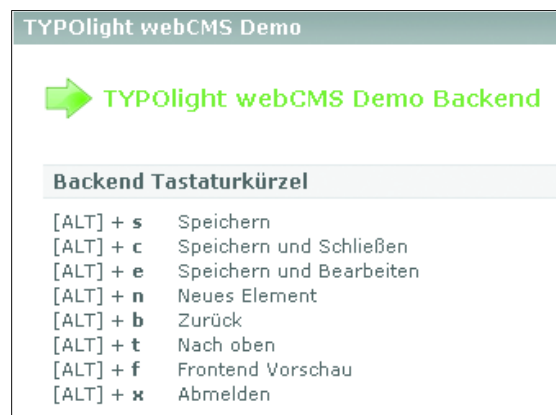 TYPOlight webCMS Demo
TYPOlight webCMS Demo Backend
Backend Tastaturkürzel
[ALT] + s Speichern
[ALT] + c Speichern und Schließen
[ALT] + e Speichern und Bearbeiten
[ALT] + n Neues Element
[ALT] + b Zurück
[ALT] + t Nach oben
[ALT] + f Frontend Vorschau
[ALT] + x Abmelden